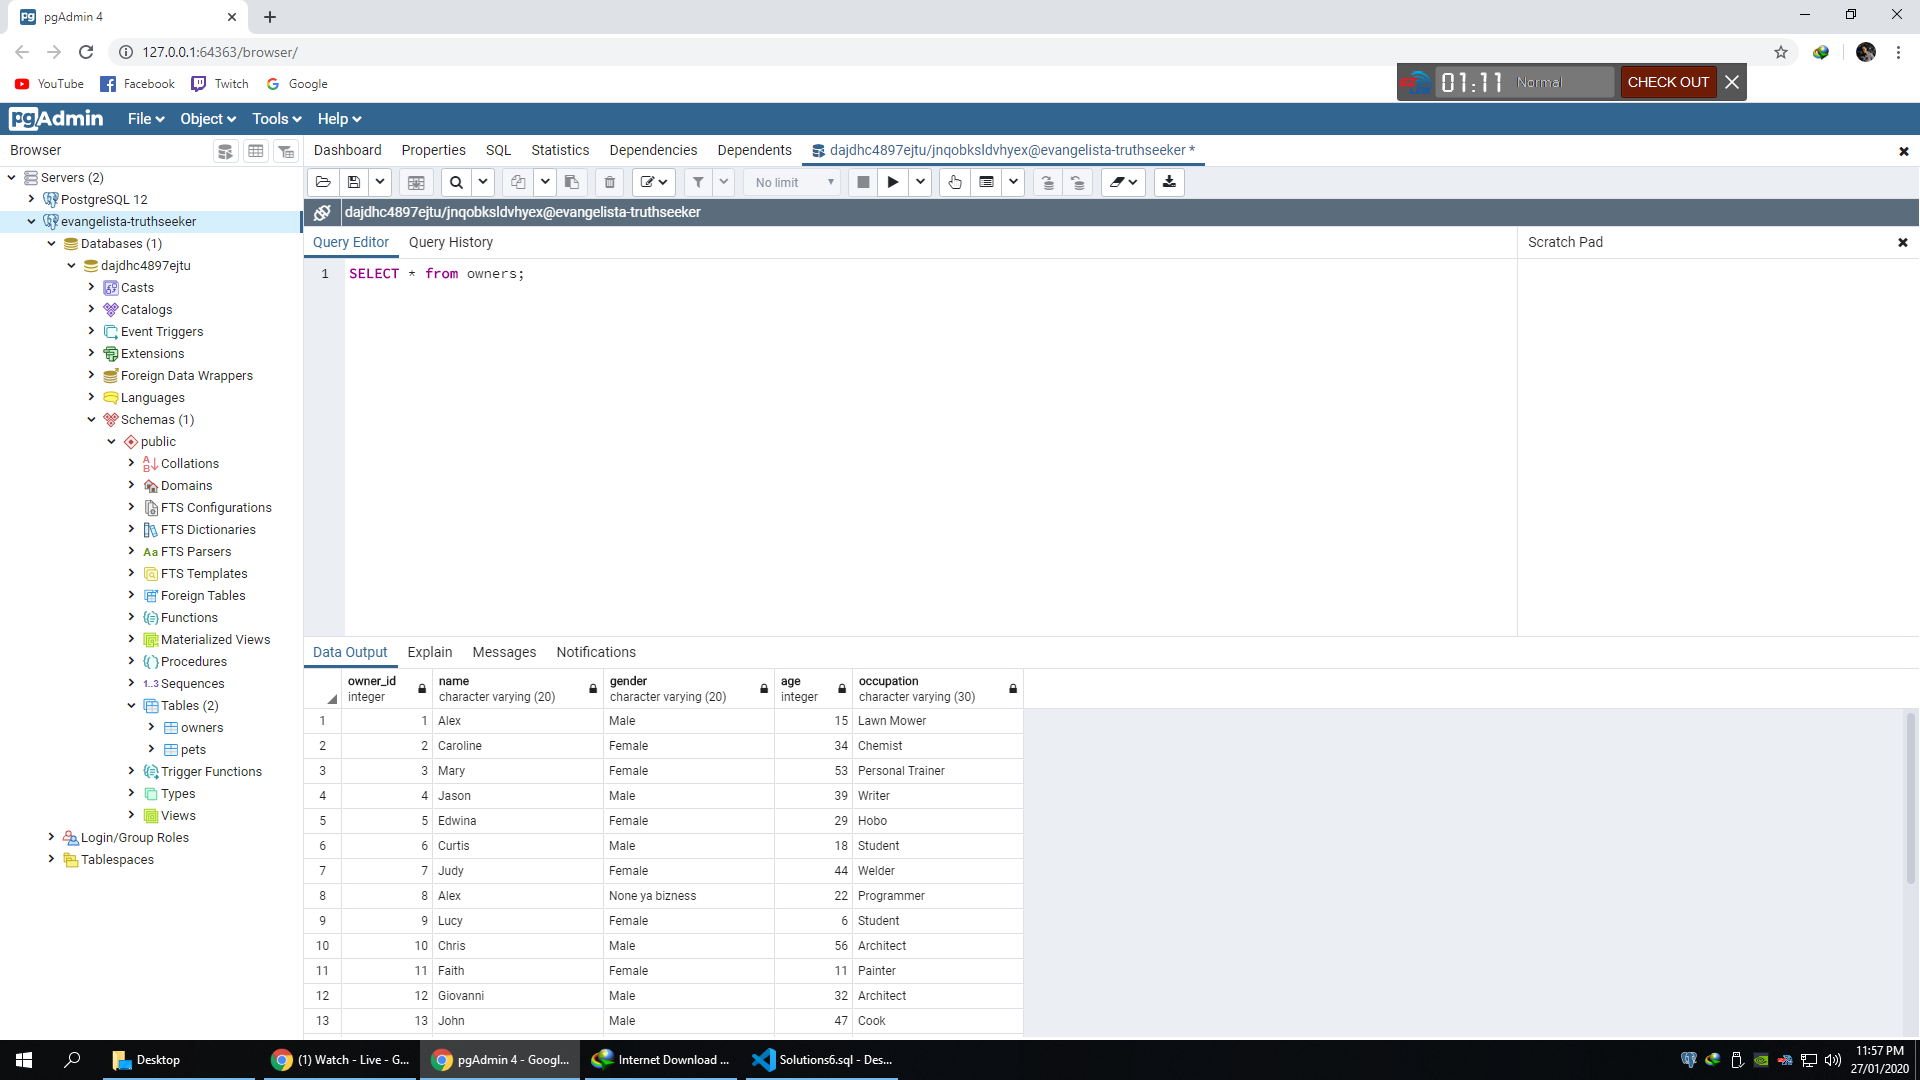 pgAdmin 4
127.0.0.1:64363/browser/
YouTube Facebook Twitch Google
01:11 Normal CHECK OUT
pgAdmin File Object Tools Help
Browser
Dashboard Properties SQL Statistics Dependencies Dependents dajdhc4897ejtu/jnqobksldvhyex@evangelista-truthseeker *
Servers (2)
PostgreSQL 12
evangelista-truthseeker
Databases (1)
dajdhc4897ejtu
Casts
Catalogs
Event Triggers
Extensions
Foreign Data Wrappers
Languages
Schemas (1)
public
Collations
Domains
FTS Configurations
FTS Dictionaries
Aa FTS Parsers
FTS Templates
Foreign Tables
Functions
Materialized Views
Procedures
1..3 Sequences
Tables (2)
owners
pets
Trigger Functions
Types
Views
Login/Group Roles
Tablespaces
No limit
dajdhc4897ejtu/jnqobksldvhyex@evangelista-truthseeker
Query Editor Query History
Scratch Pad
1 SELECT * from owners;
Data Output Explain Messages Notifications
owner_id name gender age occupation
integer character varying (20) character varying (20) integer character varying (30)
1 1 Alex Male 15 Lawn Mower
2 2 Caroline Female 34 Chemist
3 3 Mary Female 53 Personal Trainer
4 4 Jason Male 39 Writer
5 5 Edwina Female 29 Hobo
6 6 Curtis Male 18 Student
7 7 Judy Female 44 Welder
8 8 Alex None ya bizness 22 Programmer
9 9 Lucy Female 6 Student
10 10 Chris Male 56 Architect
11 11 Faith Female 11 Painter
12 12 Giovanni Male 32 Architect
13 13 John Male 47 Cook
Desktop
(1) Watch - Live - G...
pgAdmin 4 - Googl...
Internet Download ...
Solutions6.sql - Des...
11:57 PM
27/01/2020